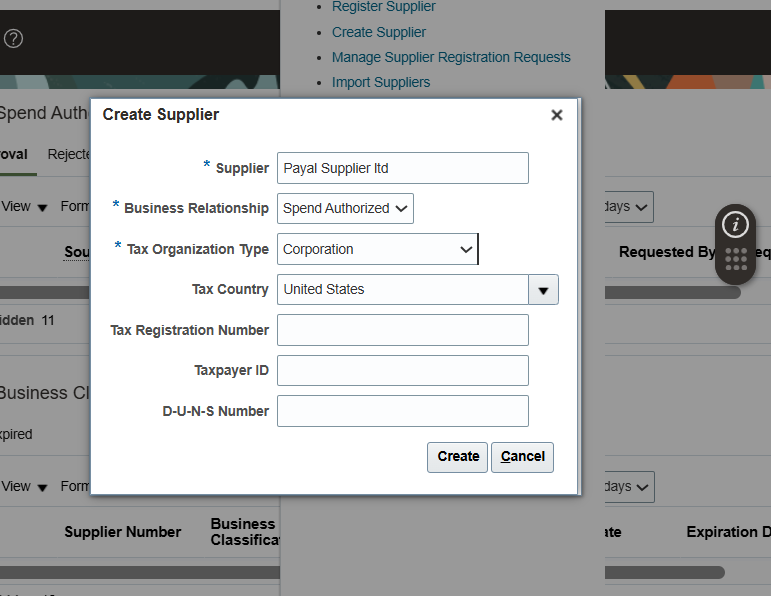 Register Supplier
Create Supplier
Manage Supplier Registration Requests
Import Suppliers
Spend Auth
oval Rejecte
View Form
days
Sou
Requested By
idden 11
Business Cl
xpired
View Form
days
Supplier Number
Business
Classifica
ate
Expiration D
Create Supplier
* Supplier Payal Supplier ltd
* Business Relationship Spend Authorized
* Tax Organization Type Corporation
Tax Country United States
Tax Registration Number
Taxpayer ID
D-U-N-S Number
Create Cancel